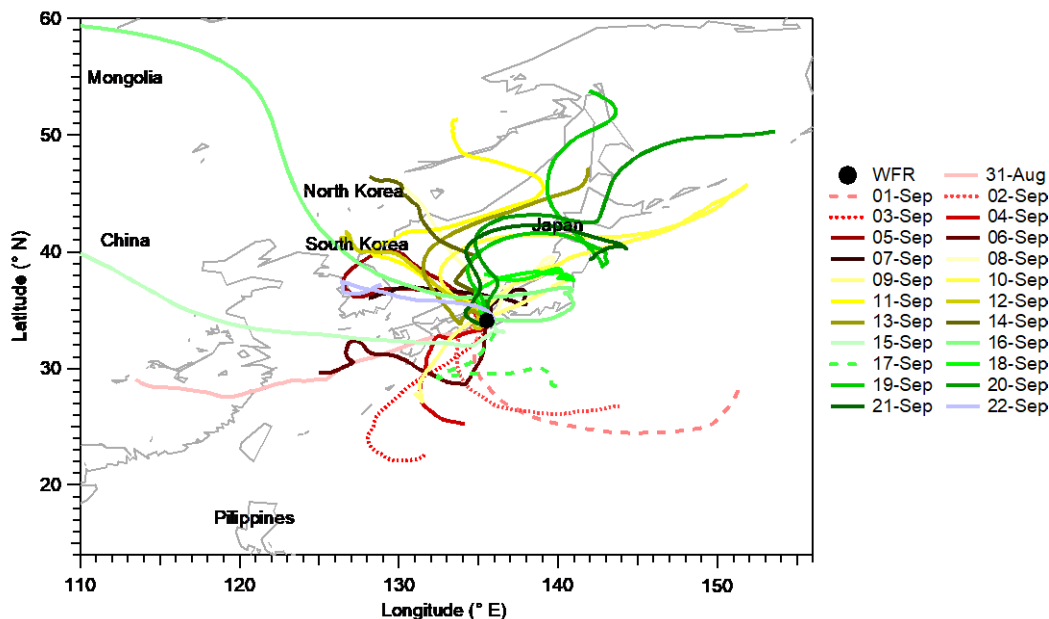 60
Mongolia
50
North Korea
South Korea
Japan
China
40
Latitude (° N)
30
20
Pilippines
110 120 130 140 150
Longitude (° E)
WFR 31-Aug
01-Sep 02-Sep
03-Sep 04-Sep
05-Sep 06-Sep
07-Sep 08-Sep
09-Sep 10-Sep
11-Sep 12-Sep
13-Sep 14-Sep
15-Sep 16-Sep
17-Sep 18-Sep
19-Sep 20-Sep
21-Sep 22-Sep